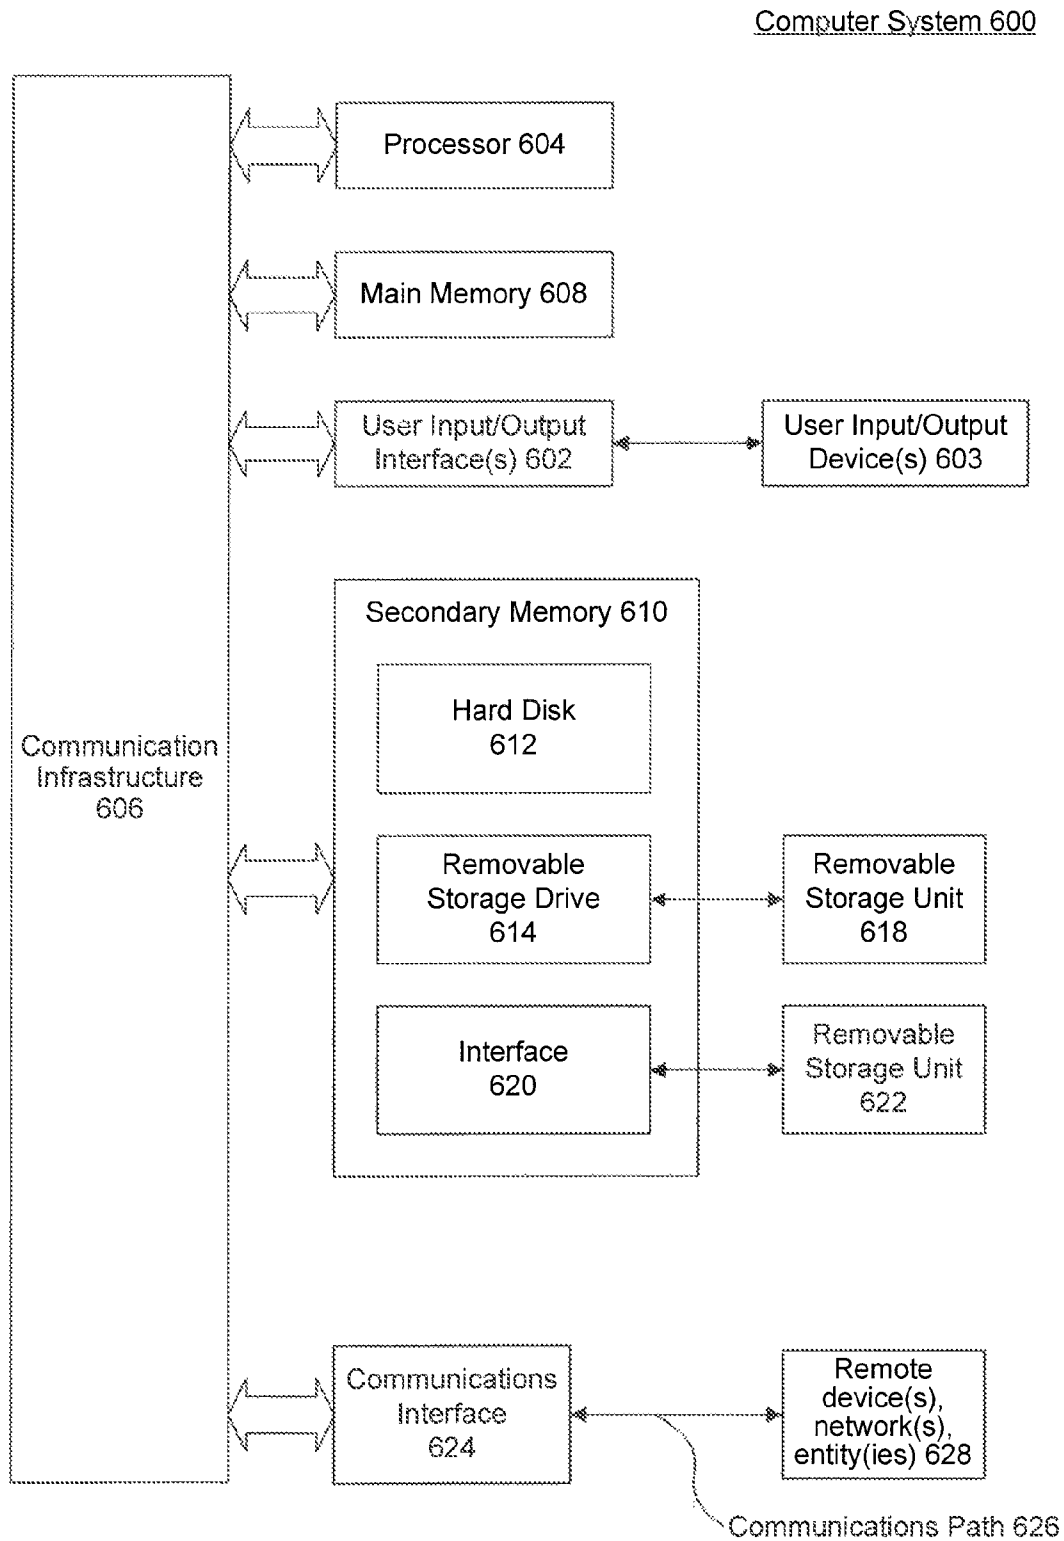 Computer System 600
Processor 604
Main Memory 608
User Input/Output
Interface(s) 602
User Input/Output
Device(s) 603
Secondary Memory 610
Hard Disk
612
Communication
Infrastructure
606
Removable
Storage Drive
614
Removable
Storage Unit
618
Interface
620
Removable
Storage Unit
622
Communications
Interface
624
Remote
device(s),
network(s),
entity(ies) 628
Communications Path 626